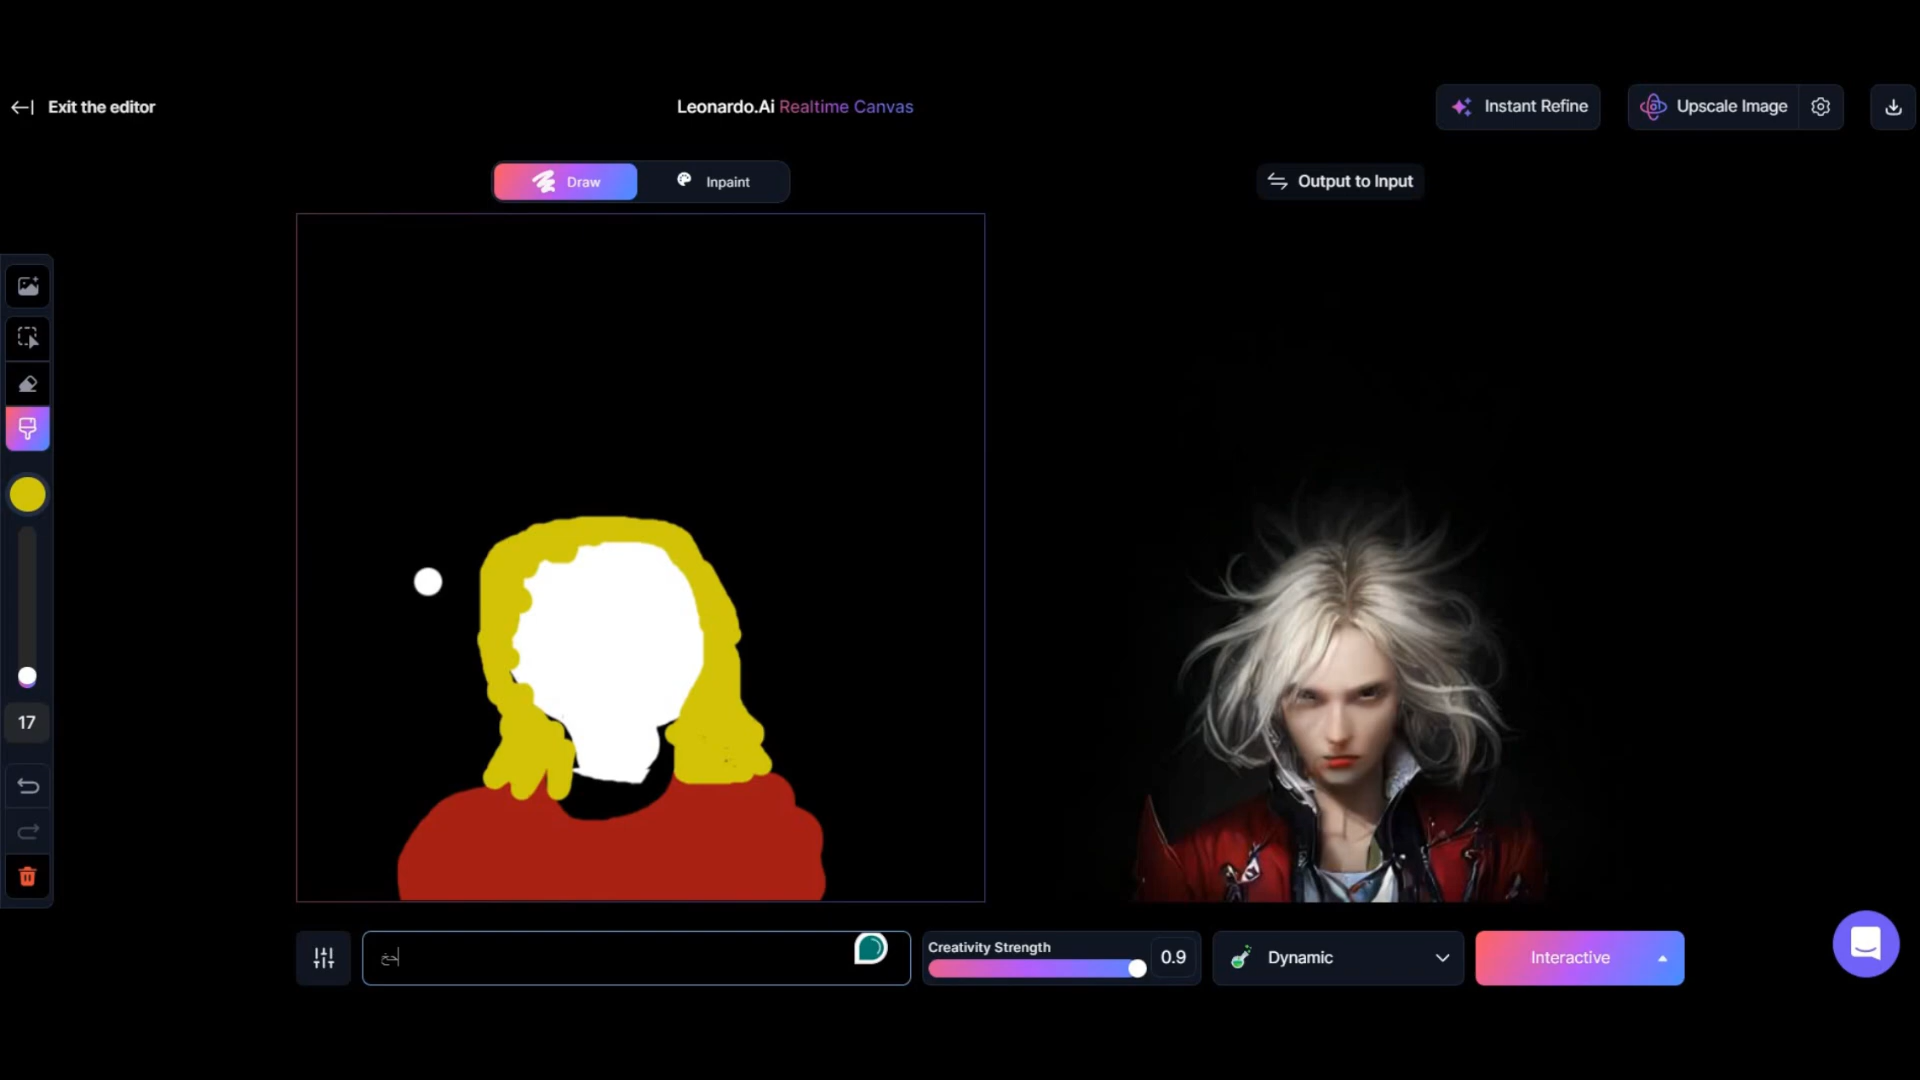 Exit the editor
Leonardo.Ai Realtime Canvas
Instant Refine
Upscale Image
Draw
Inpaint
Output to Input
17
Creativity Strength
0.9
Dynamic
Interactive